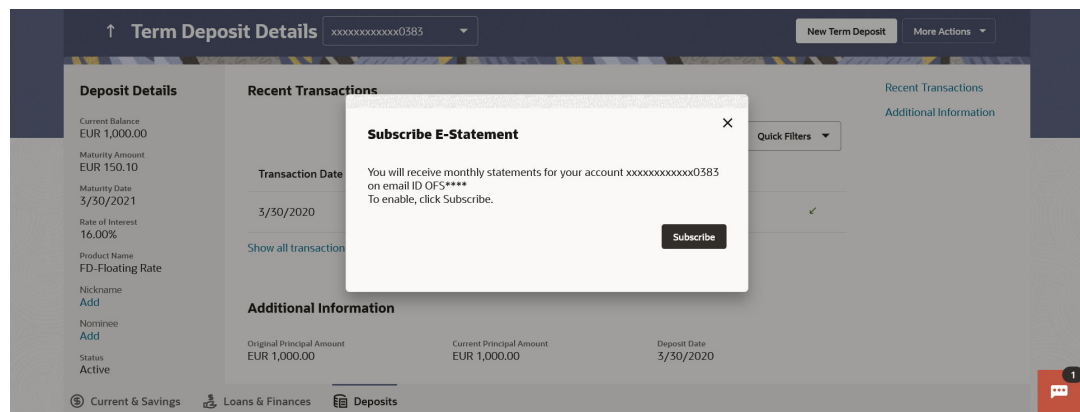 Term Deposit Details
xxxxxxxxxxxx0383
New Term Deposit
More Actions
Deposit Details
Current Balance
EUR 1,000.00
Maturity Amount
EUR 150.10
Maturity Date
3/30/2021
Rate of Interest
16.00%
Product Name
FD-Floating Rate
Nickname
Add
Nominee
Add
Status
Active
Recent Transactions
Quick Filters
Transaction Date
3/30/2020
Show all transaction
Subscribe E-Statement
You will receive monthly statements for your account xxxxxxxxxxxx0383
on email ID OFS****
To enable, click Subscribe.
Subscribe
Additional Information
Original Principal Amount
EUR 1,000.00
Current Principal Amount
EUR 1,000.00
Deposit Date
3/30/2020
Recent Transactions
Additional Information
Current & Savings
Loans & Finances
Deposits
1